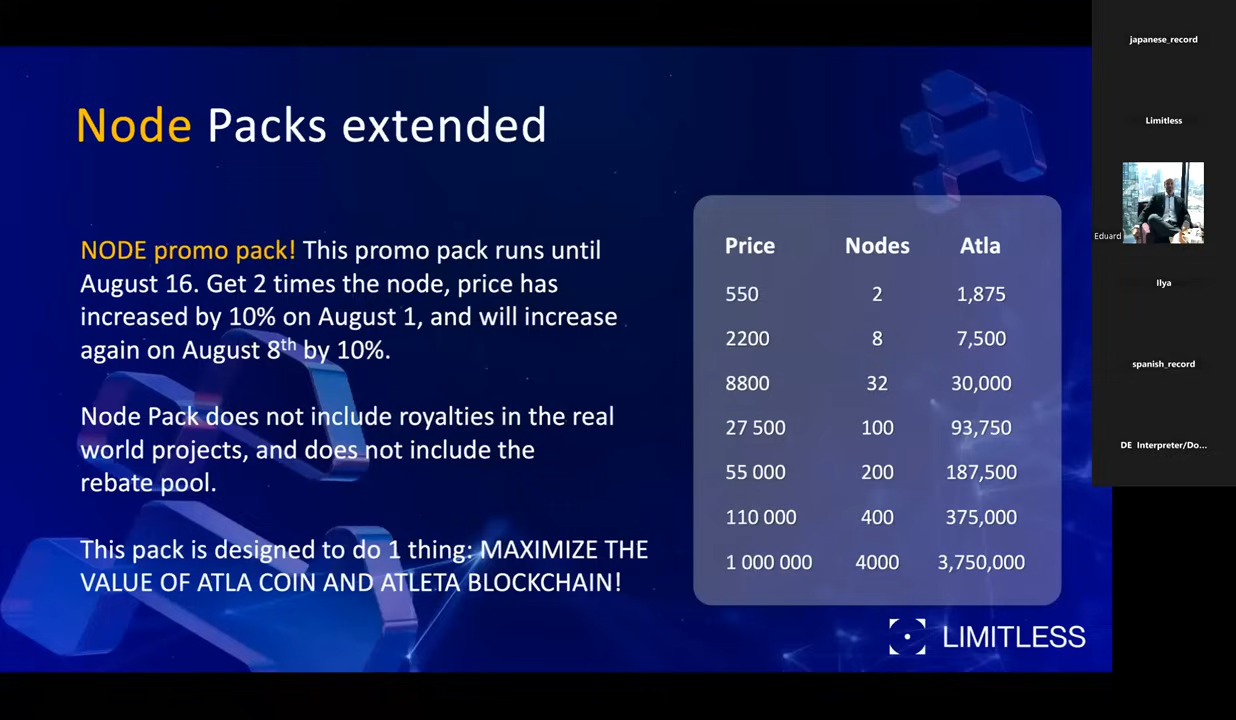 Node Packs extended
NODE promo pack! This promo pack runs until
August 16. Get 2 times the node, price has
increased by 10% on August 1, and will increase
again on August 8th by 10%.
Node Pack does not include royalties in the real
world projects, and does not include the
rebate pool.
This pack is designed to do 1 thing: MAXIMIZE THE
VALUE OF ATLA COIN AND ATLETA BLOCKCHAIN!
Price Nodes Atla
550 2 1,875
2200 8 7,500
8800 32 30,000
27 500 100 93,750
55 000 200 187,500
110 000 400 375,000
1 000 000 4000 3,750,000
LIMITLESS
japanese_record
Limitless
Eduard
Ilya
spanish_record
DE Interpreter/Do...